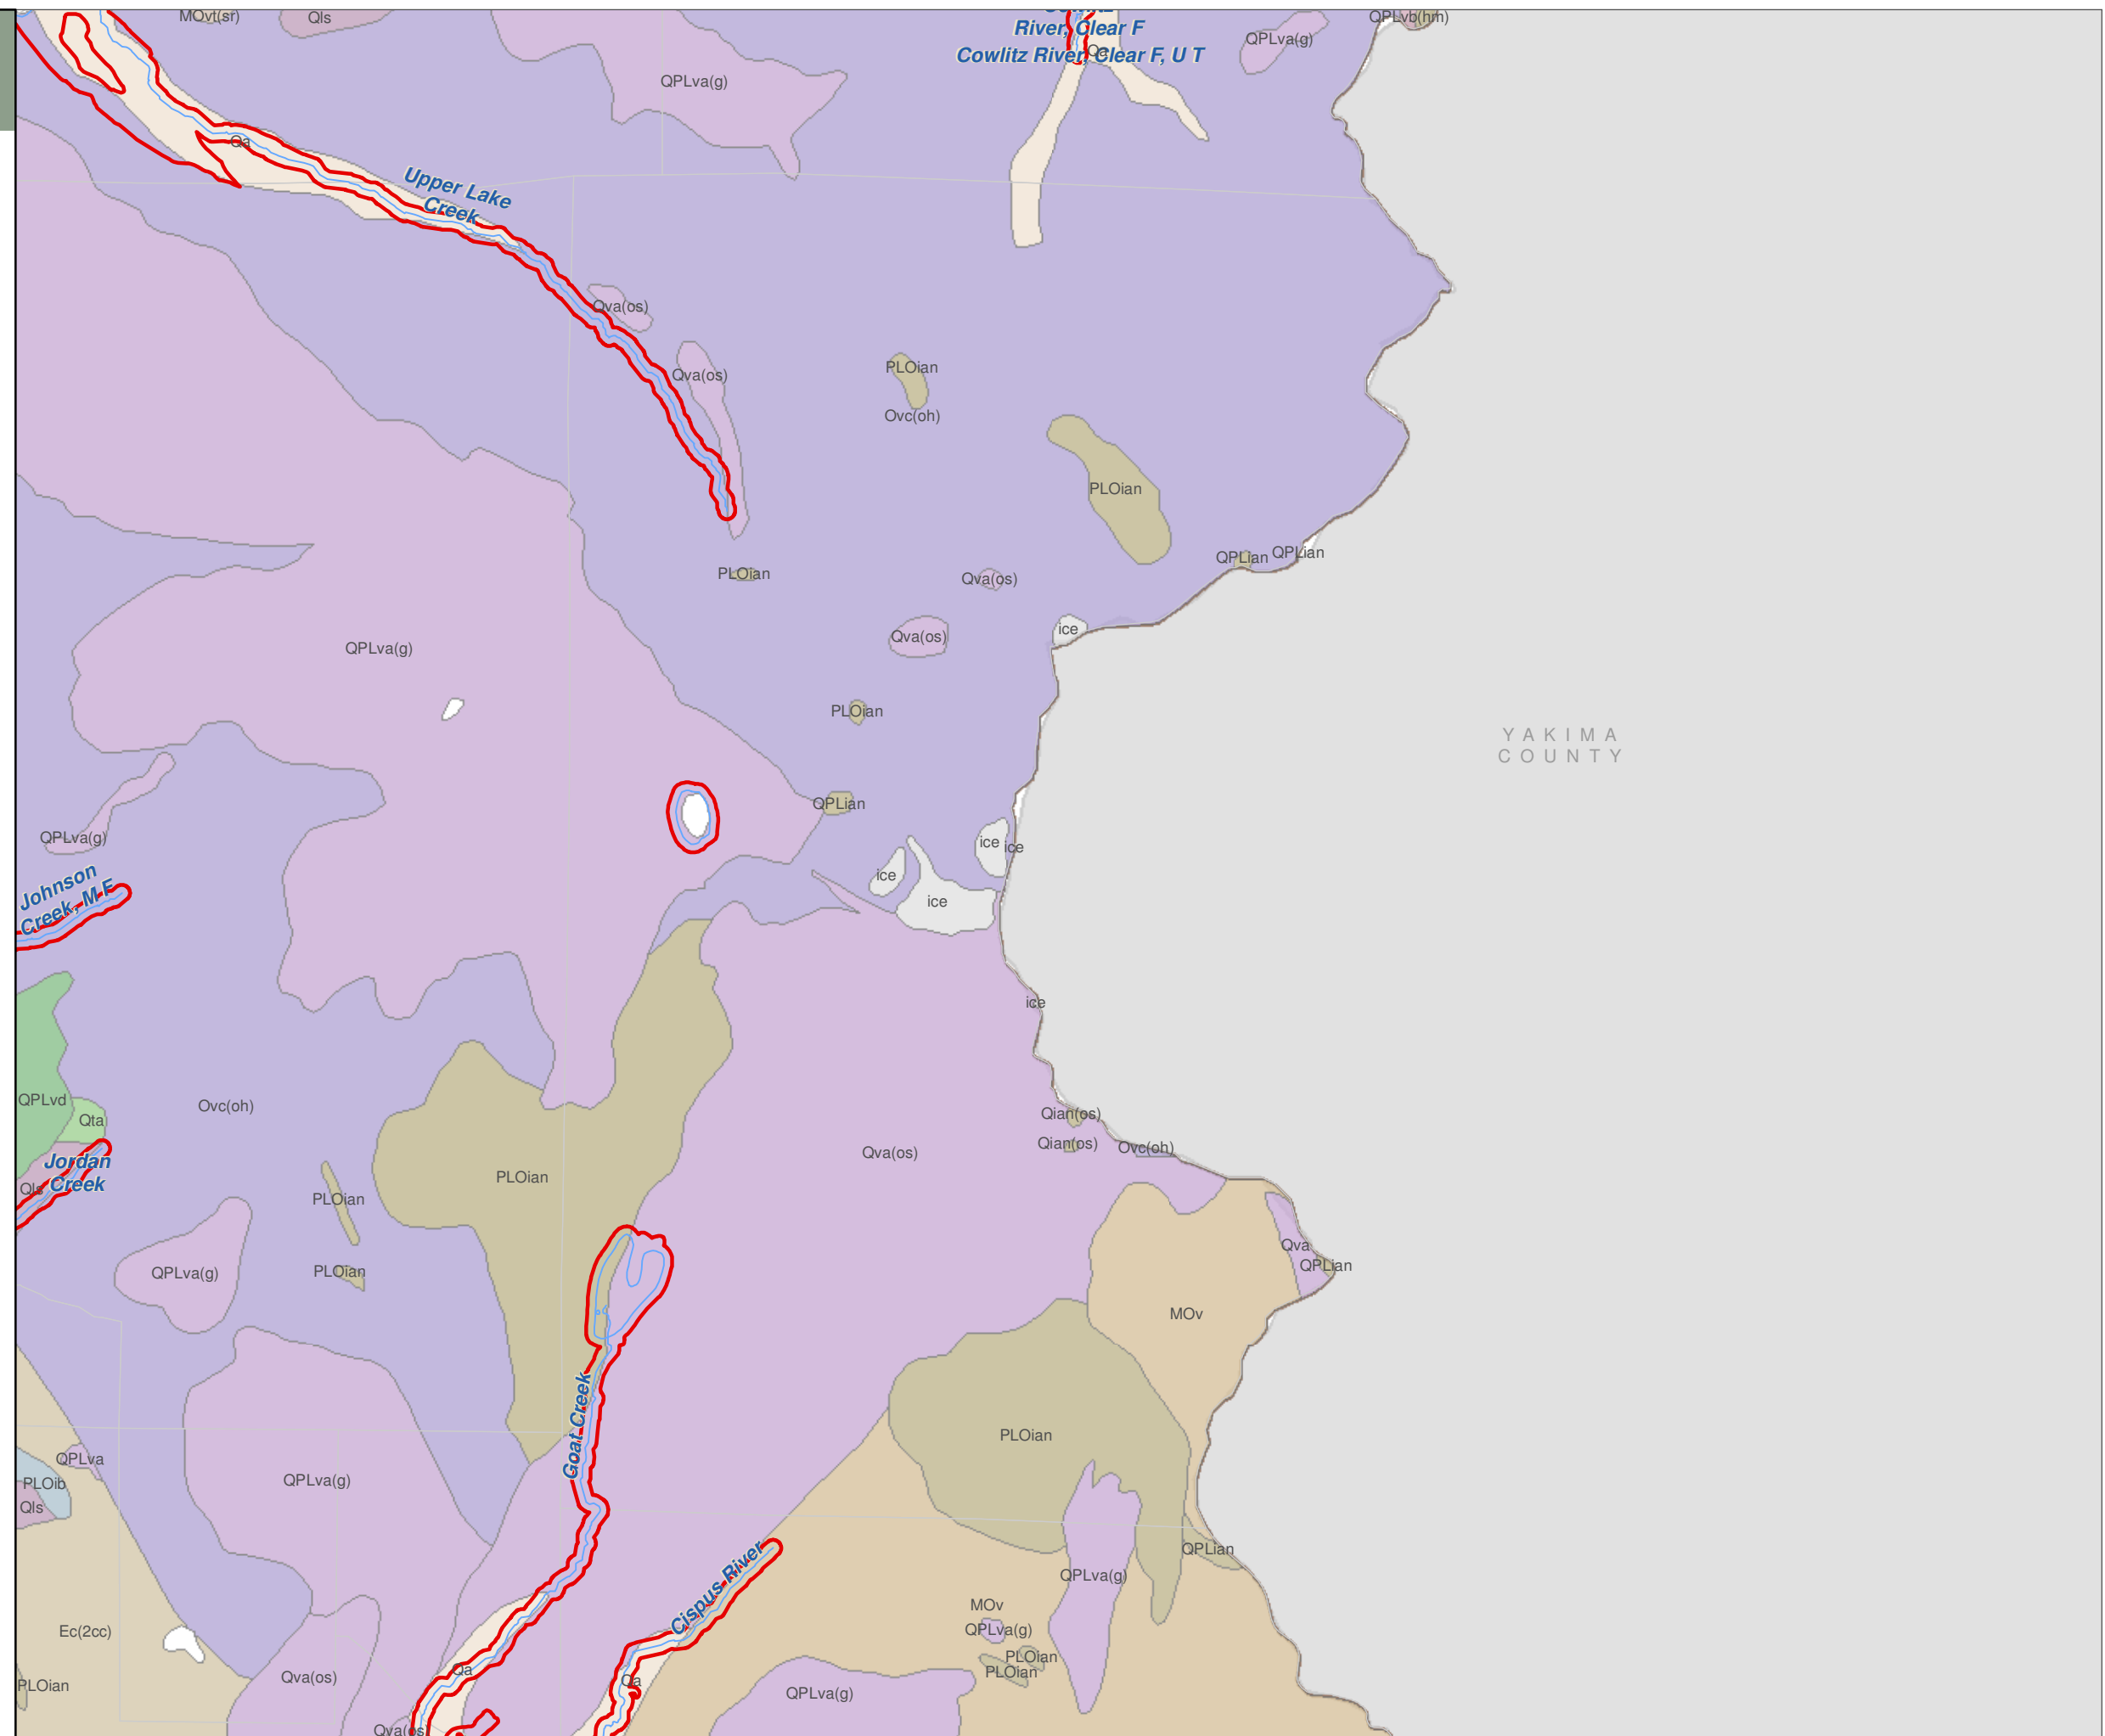 MOvt(sr)
Qls
QPLva(g)
River, Clear F
Cowlitz River, Clear F, U T
Qa
QPLva(g)
QPLvb(hm)
Qa
Upper Lake
Creek
Qva(os)
Qva(os)
PLOian
Ovc(oh)
PLOian
QPLian
QPLian
PLOian
Qva(os)
Qva(os)
ice
QPLva(g)
PLOian
YAKIMA
COUNTY
QPLian
QPLva(g)
ice
ice
ice
ice
Johnson
Creek, M F
ice
QPLvd
Qta
Ovc(oh)
Qian(os)
Qian(os)
Ovc(oh)
Qva(os)
Jordan
Creek
Qls
PLOian
PLOian
QPLva(g)
PLOian
Qva
QPLian
MOv
Goat Creek
PLOian
QPLva
PLOib
Qls
QPLva(g)
QPLian
Cispus River
QPLva(g)
MOv
QPLva(g)
Ec(2cc)
PLOian
PLOian
Qa
Qva(os)
Qa
PLOian
QPLva(g)
Qva(os